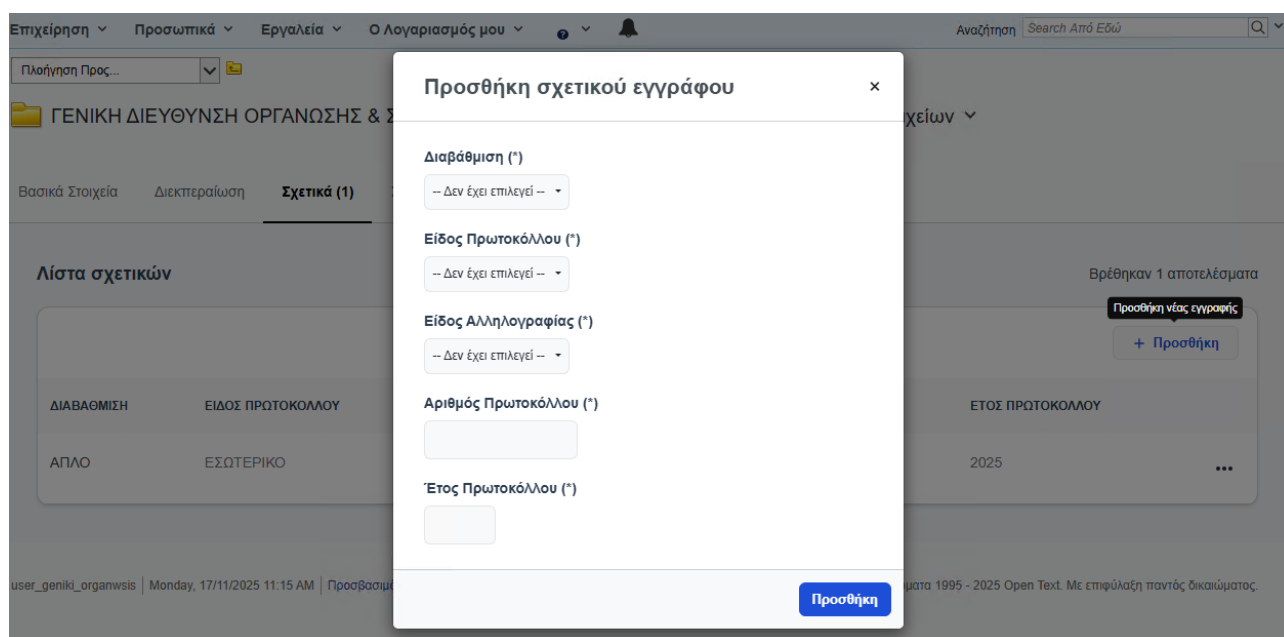 Επιχείρηση Προσωπικά Εργαλεία Ο Λογαριασμός μου Αναζήτηση Search Από Εδώ
Πλοήγηση Προς...
ΓΕΝΙΚΗ ΔΙΕΥΘΥΝΣΗ ΟΡΓΑΝΩΣΗΣ &
Βασικά Στοιχεία Διεκπεραίωση Σχετικά (1)
Λίστα σχετικών Βρέθηκαν 1 αποτελέσματα
Προσθήκη νέας εγγραφής
+ Προσθήκη
ΔΙΑΒΑΘΜΙΣΗ ΕΙΔΟΣ ΠΡΩΤΟΚΟΛΛΟΥ ΕΤΟΣ ΠΡΩΤΟΚΟΛΛΟΥ
ΑΠΛΟ ΕΣΩΤΕΡΙΚΟ 2025
Προσθήκη σχετικού εγγράφου ×
Διαβάθμιση (*)
-- Δεν έχει επιλεγεί --
Είδος Πρωτοκόλλου (*)
-- Δεν έχει επιλεγεί --
Είδος Αλληλογραφίας (*)
-- Δεν έχει επιλεγεί --
Αριθμός Πρωτοκόλλου (*)
Έτος Πρωτοκόλλου (*)
Προσθήκη
user_geniki_organwsis | Monday, 17/11/2025 11:15 AM | 1995 - 2025 Open Text. Με επιφύλαξη παντός δικαιώματος.